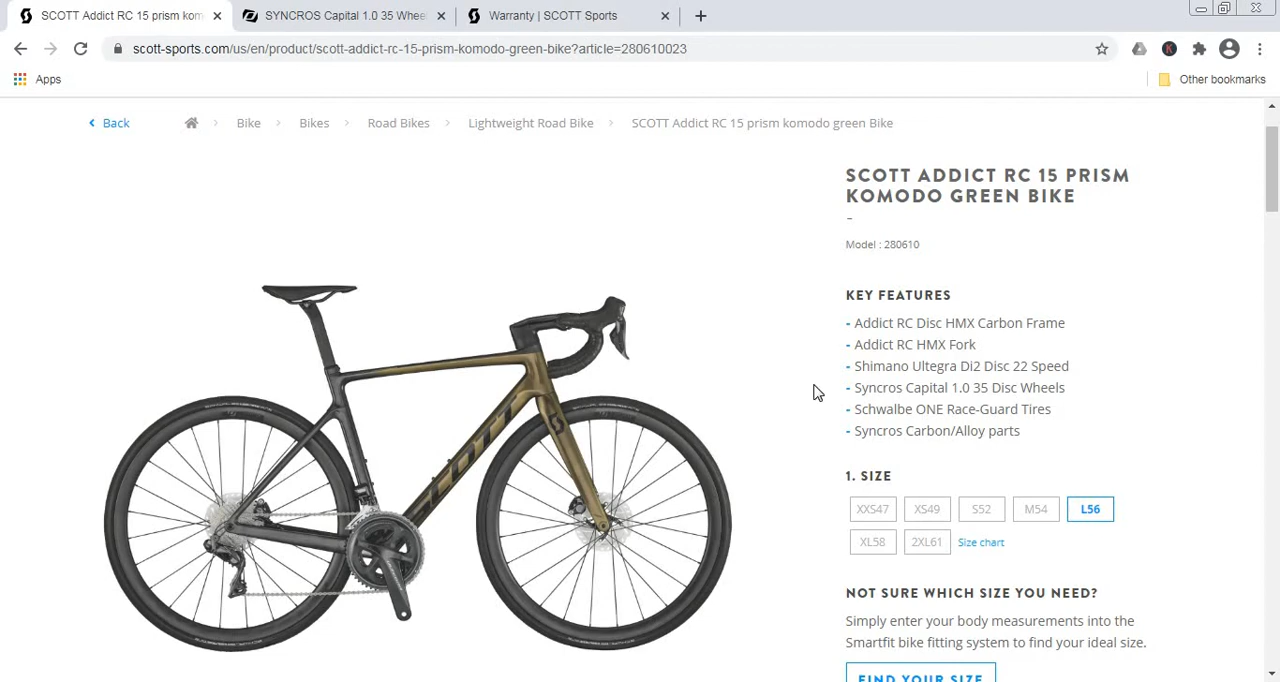 SCOTT Addict RC 15 prism kom
SYNCROS Capital 1.0 35 Whee
Warranty | SCOTT Sports
scott-sports.com/us/en/product/scott-addict-rc-15-prism-komodo-green-bike?article=280610023
Apps
Other bookmarks
Back
Bike
Bikes
Road Bikes
Lightweight Road Bike
SCOTT Addict RC 15 prism komodo green Bike
SCOTT ADDICT RC 15 PRISM
KOMODO GREEN BIKE
-
Model : 280610
KEY FEATURES
- Addict RC Disc HMX Carbon Frame
- Addict RC HMX Fork
- Shimano Ultegra Di2 Disc 22 Speed
- Syncros Capital 1.0 35 Disc Wheels
- Schwalbe ONE Race-Guard Tires
- Syncros Carbon/Alloy parts
SCOTT
1. SIZE
XXS47 XS49 S52 M54 L56
XL58 2XL61 Size chart
NOT SURE WHICH SIZE YOU NEED?
Simply enter your body measurements into the
Smartfit bike fitting system to find your ideal size.
FIND YOUR SIZE